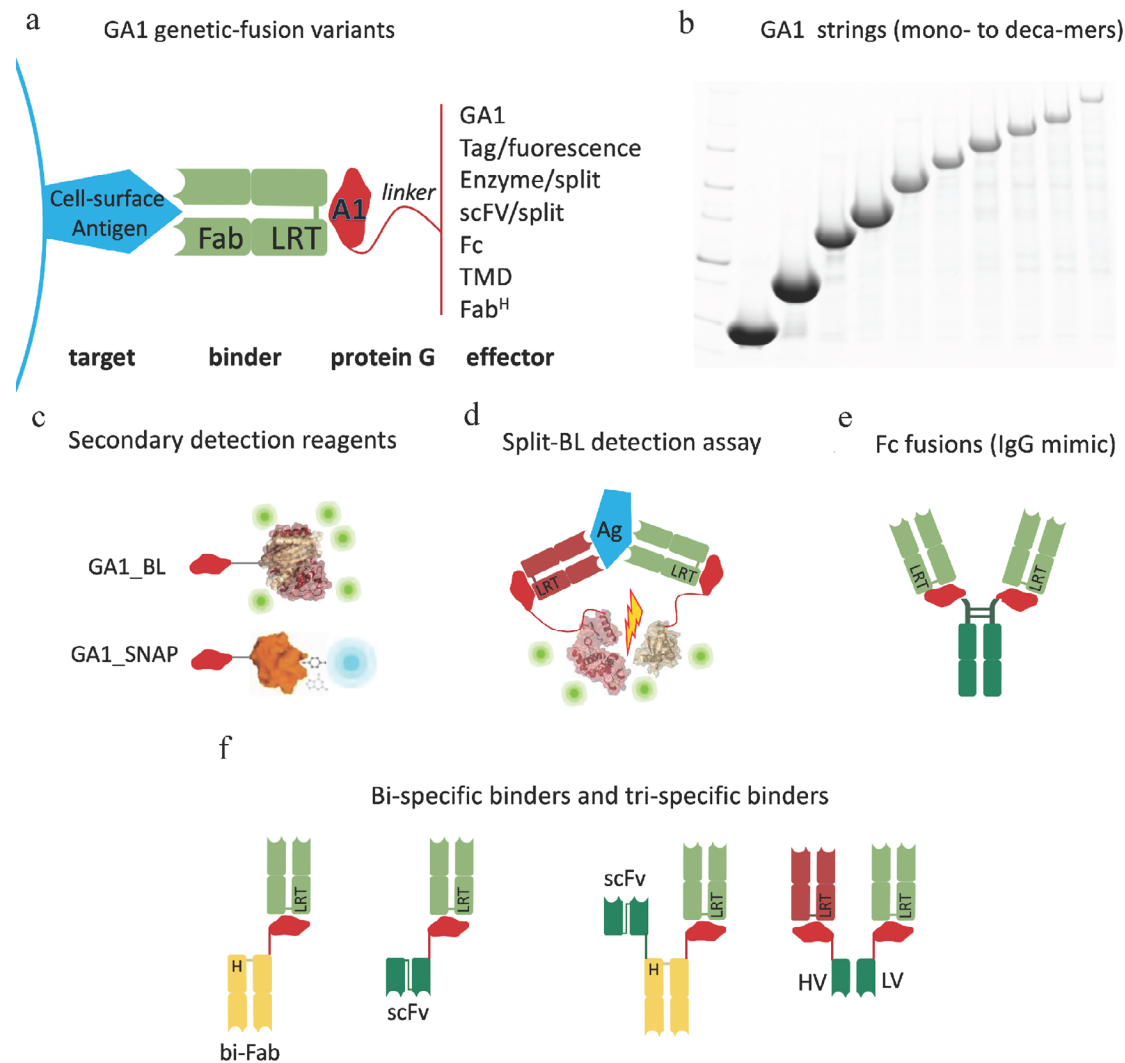 a
GA1 genetic-fusion variants
Cell-surface
Antigen
Fab LRT
A1
linker
GA1
Tag/fuorescence
Enzyme/split
scFV/split
Fc
TMD
Fabᴴ
target binder protein G effector
b
GA1 strings (mono- to deca-mers)
c
Secondary detection reagents
GA1_BL
GA1_SNAP
d
Split-BL detection assay
Ag
LRT
LRT
e
Fc fusions (IgG mimic)
LRT
LRT
f
Bi-specific binders and tri-specific binders
LRT
H
bi-Fab
LRT
scFv
scFv
LRT
H
LRT
LRT
HV
LV